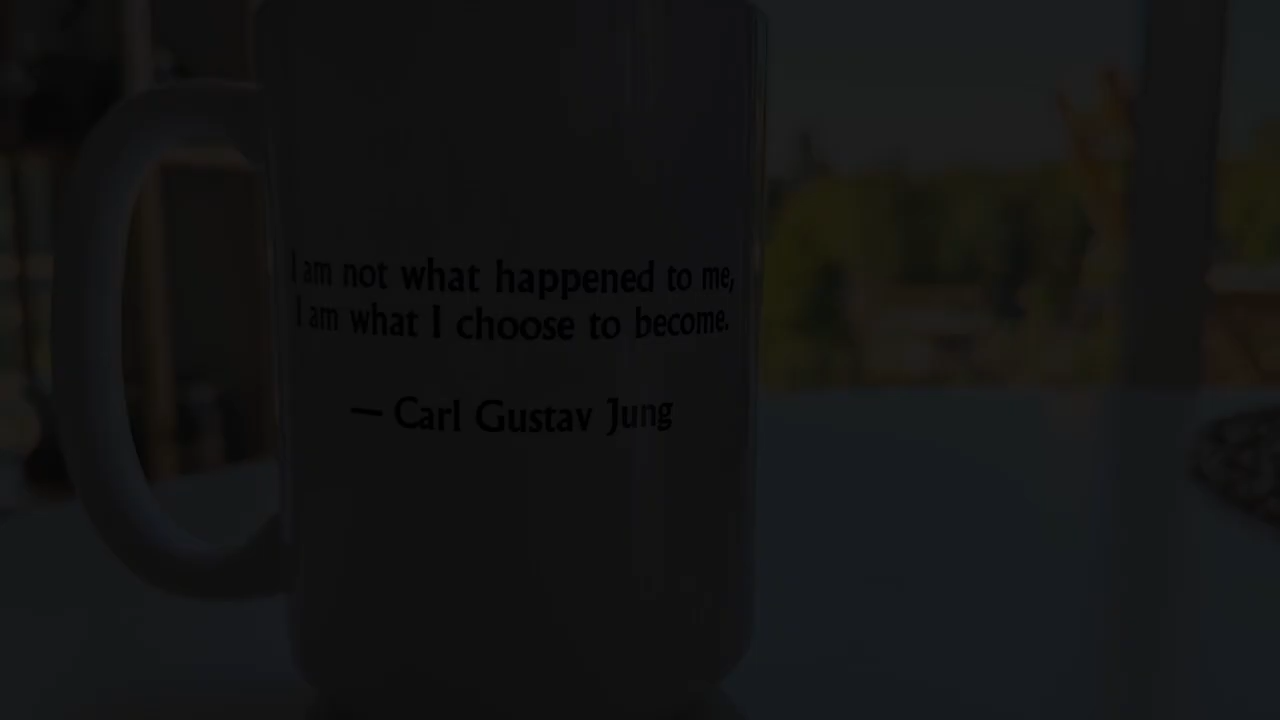 I am not what happened to me,
I am what I choose to become.
— Carl Gustav Jung